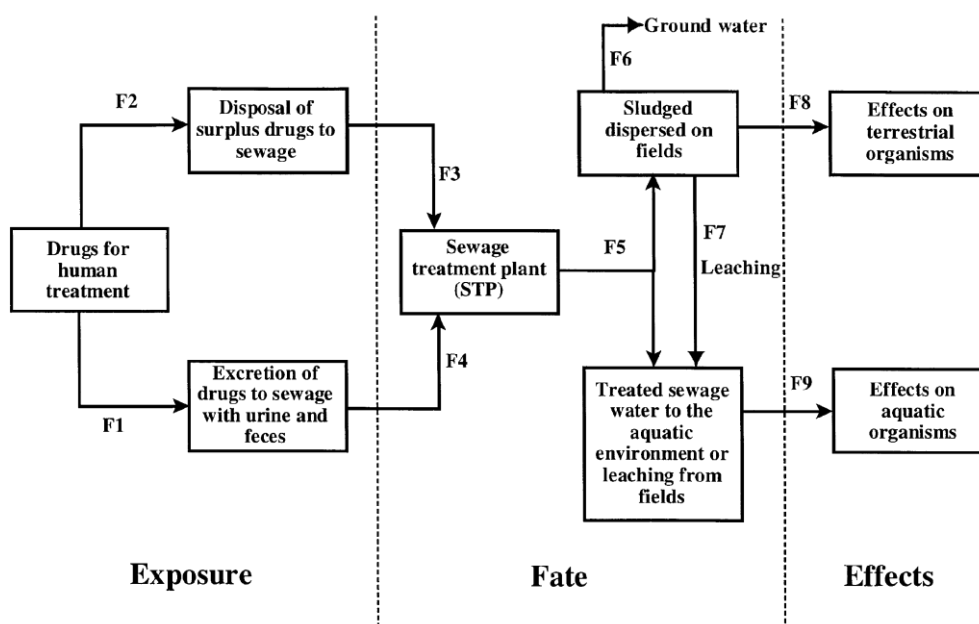 Ground water
F6
F2
Disposal of
surplus drugs to
sewage
Sludged
dispersed on
fields
F8
Effects on
terrestrial
organisms
F3
Drugs for
human
treatment
Sewage
treatment plant
(STP)
F5
F7
Leaching
F4
Excretion of
drugs to sewage
with urine and
feces
F1
Treated sewage
water to the
aquatic
environment or
leaching from
fields
F9
Effects on
aquatic
organisms
Exposure
Fate
Effects